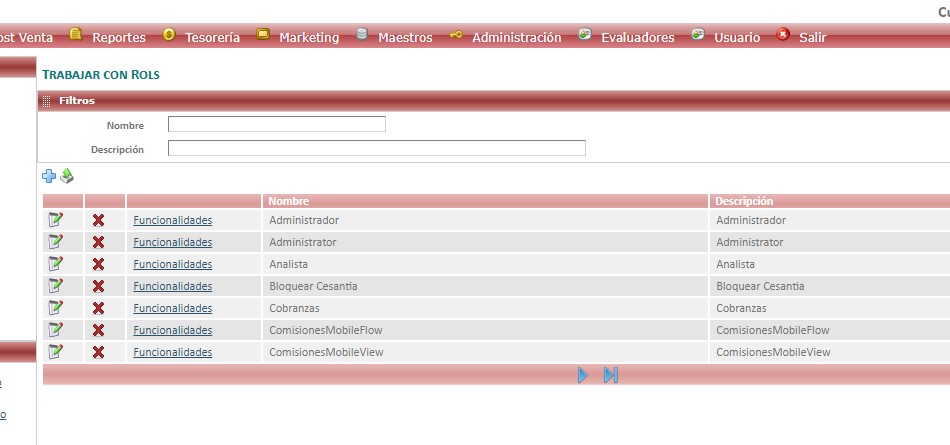 Cu
ost Venta Reportes Tesorería Marketing Maestros Administración Evaluadores Usuario Salir
TRABAJAR CON ROLS
Filtros
Nombre
Descripción
Nombre Descripción
Funcionalidades Administrador Administrador
Funcionalidades Administrator Administrator
Funcionalidades Analista Analista
Funcionalidades Bloquear Cesantia Bloquear Cesantia
Funcionalidades Cobranzas Cobranzas
Funcionalidades ComisionesMobileFlow ComisionesMobileFlow
Funcionalidades ComisionesMobileView ComisionesMobileView
o
o